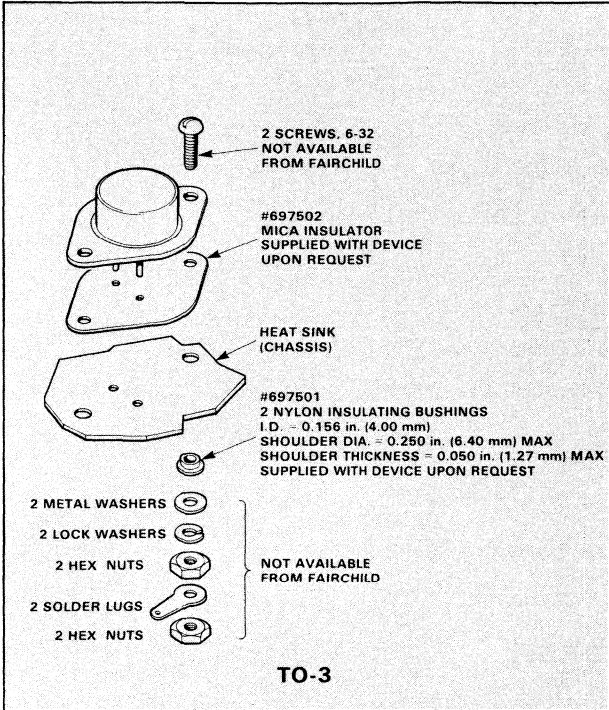 2 SCREWS, 6-32
NOT AVAILABLE
FROM FAIRCHILD
#697502
MICA INSULATOR
SUPPLIED WITH DEVICE
UPON REQUEST
HEAT SINK
(CHASSIS)
#697501
2 NYLON INSULATING BUSHINGS
I.D. = 0.156 in. (4.00 mm)
SHOULDER DIA. = 0.250 in. (6.40 mm) MAX
SHOULDER THICKNESS = 0.050 in. (1.27 mm) MAX
SUPPLIED WITH DEVICE UPON REQUEST
2 METAL WASHERS
2 LOCK WASHERS
2 HEX NUTS
2 SOLDER LUGS
2 HEX NUTS
NOT AVAILABLE
FROM FAIRCHILD
TO-3